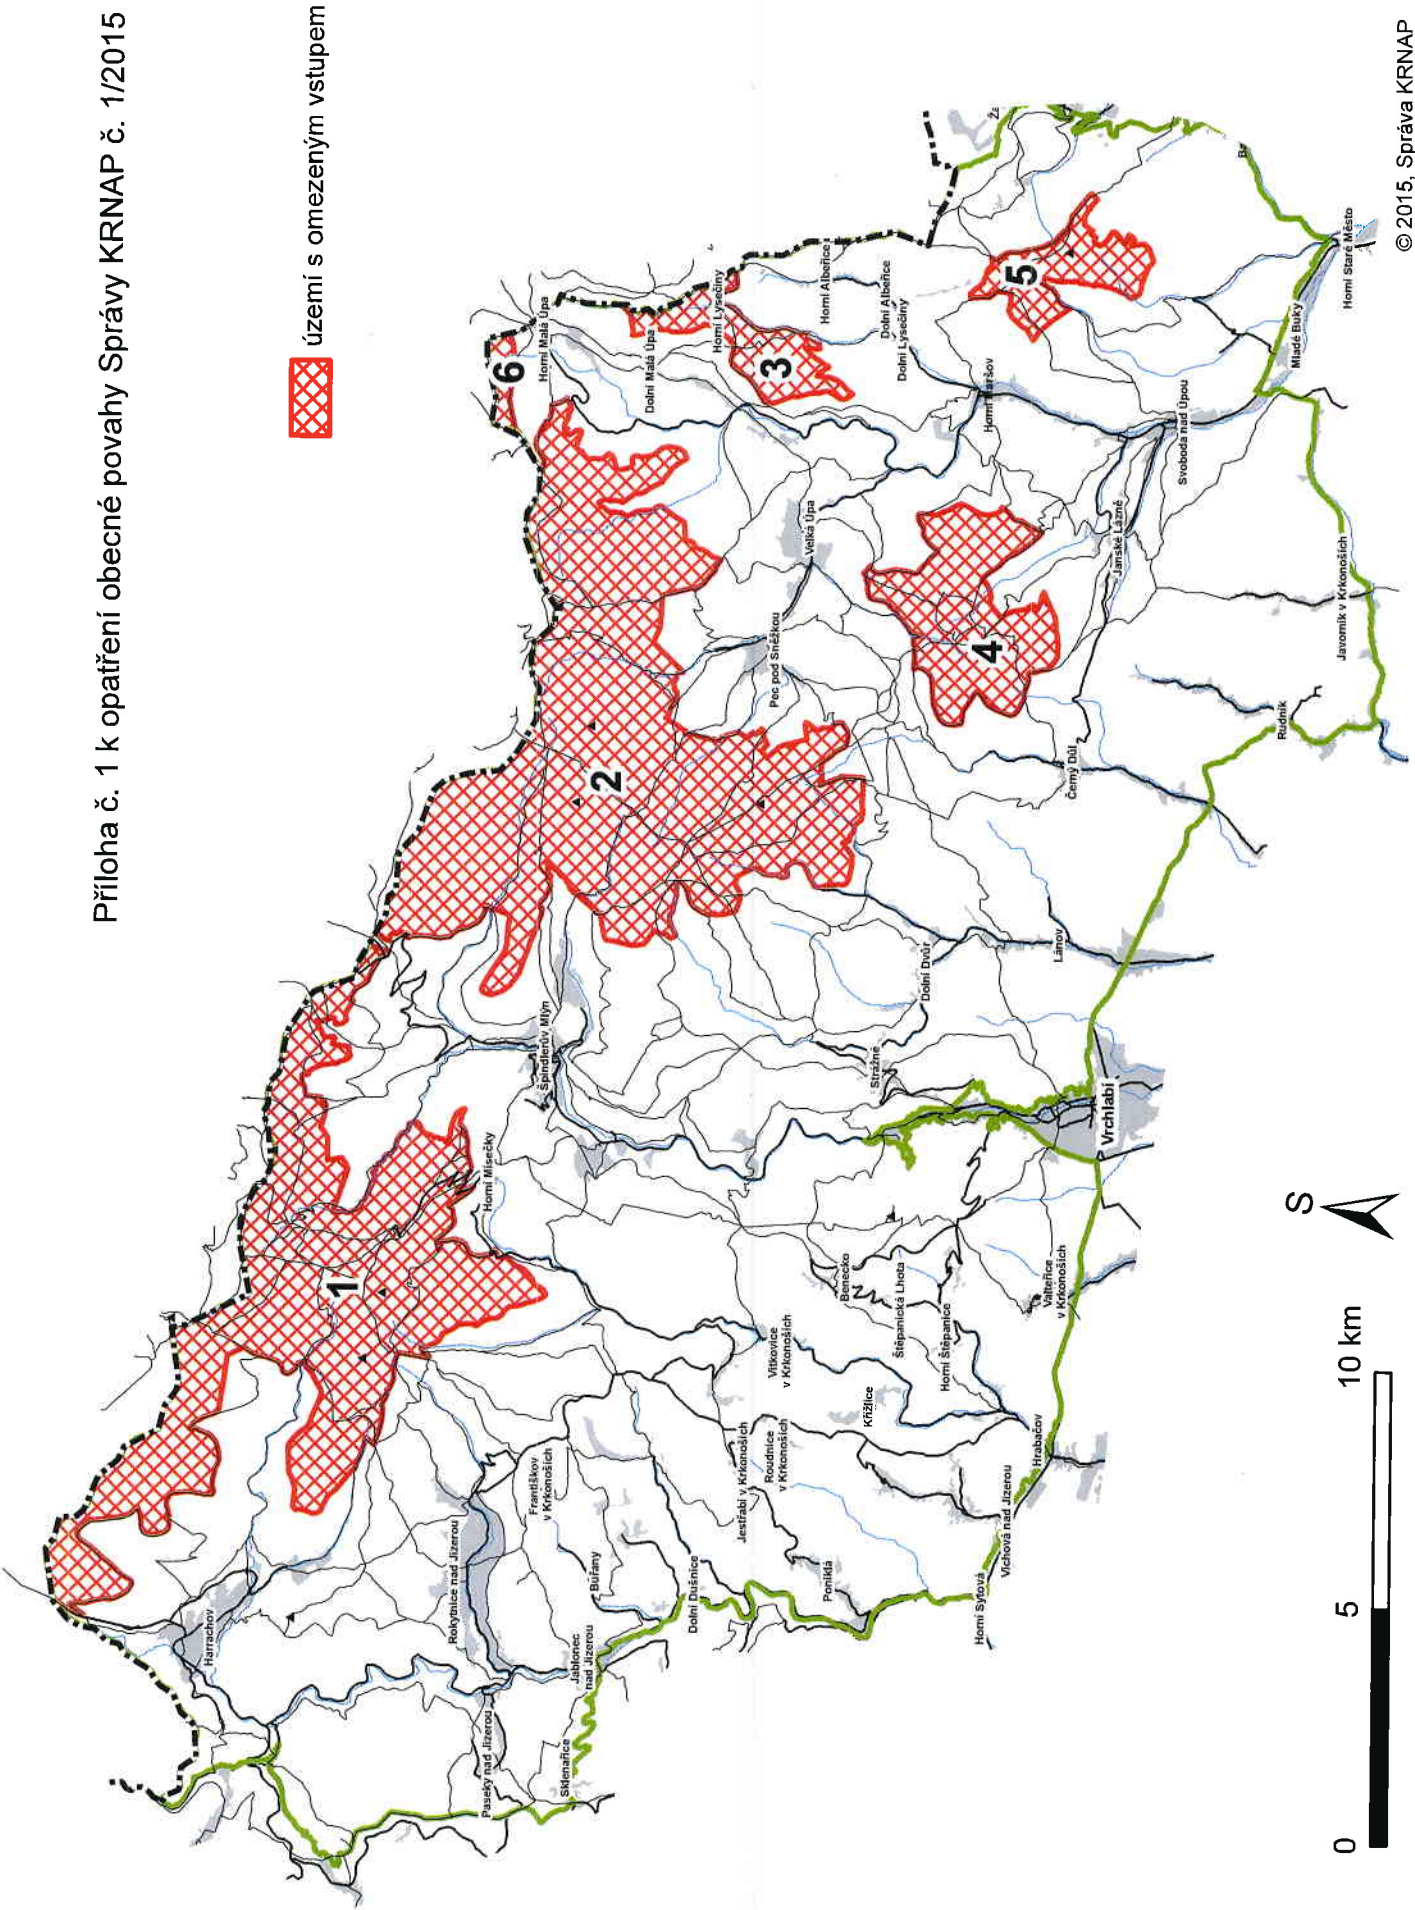 Příloha č. 1 k opatření obecné povahy Správy KRNAP č. 1/2015
území s omezeným vstupem
6
Horní Malá Úpa
Dolní Malá Úpa
Horní Lysečiny
3
Horní Albeřice
Dolní Albeřice
Dolní Lysečiny
5
Horní Maršov
Mladé Buky
Horní Staré Město
Svoboda nad Úpou
Velká Úpa
Janské Lázně
Javorník v Krkonoších
Pec pod Sněžkou
4
2
Rudník
Černý Důl
Dolní Dvůr
Lánov
Špindlerův Mlýn
Strážné
Vrchlabí
Horní Mísečky
1
Benecko
Štěpanická Lhota
Horní Štěpanice
Valteřice
v Krkonoších
Vítkovice
v Krkonoších
Křížlice
Hrabačov
Františkov
v Krkonoších
Jestřabí v Krkonoších
Roudnice
v Krkonoších
Víchová nad Jizerou
Rokytnice nad Jizerou
Buřany
Dolní Dušnice
Poniklá
Horní Sytová
Harrachov
Jablonec
nad Jizerou
Paseky nad Jizerou
Sklenařice
S
0
5
10 km
© 2015, Správa KRNAP